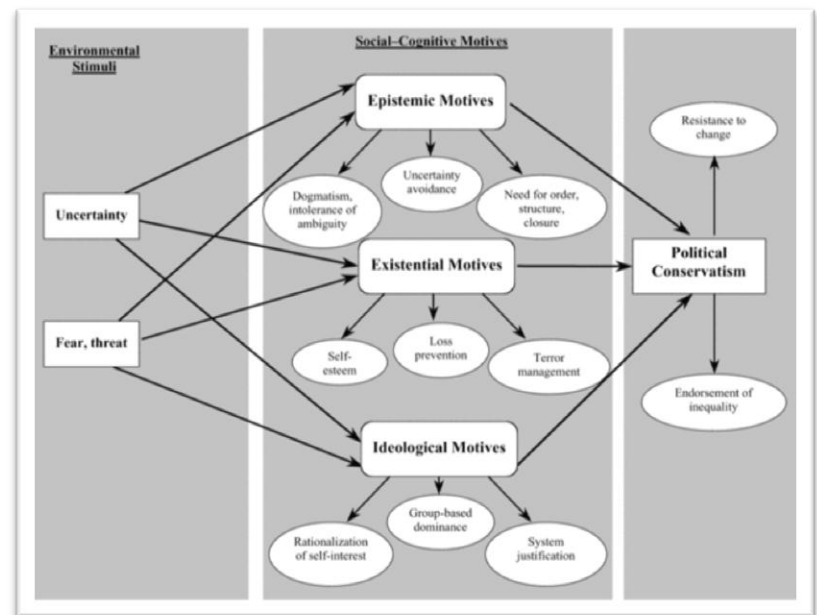 Environmental
Stimuli
Uncertainty
Fear, threat
Social–Cognitive Motives
Epistemic Motives
Dogmatism,
intolerance of
ambiguity
Uncertainty
avoidance
Need for order,
structure,
closure
Existential Motives
Self-
esteem
Loss
prevention
Terror
management
Ideological Motives
Rationalization
of self-interest
Group-based
dominance
System
justification
Resistance to
change
Political
Conservatism
Endorsement of
inequality